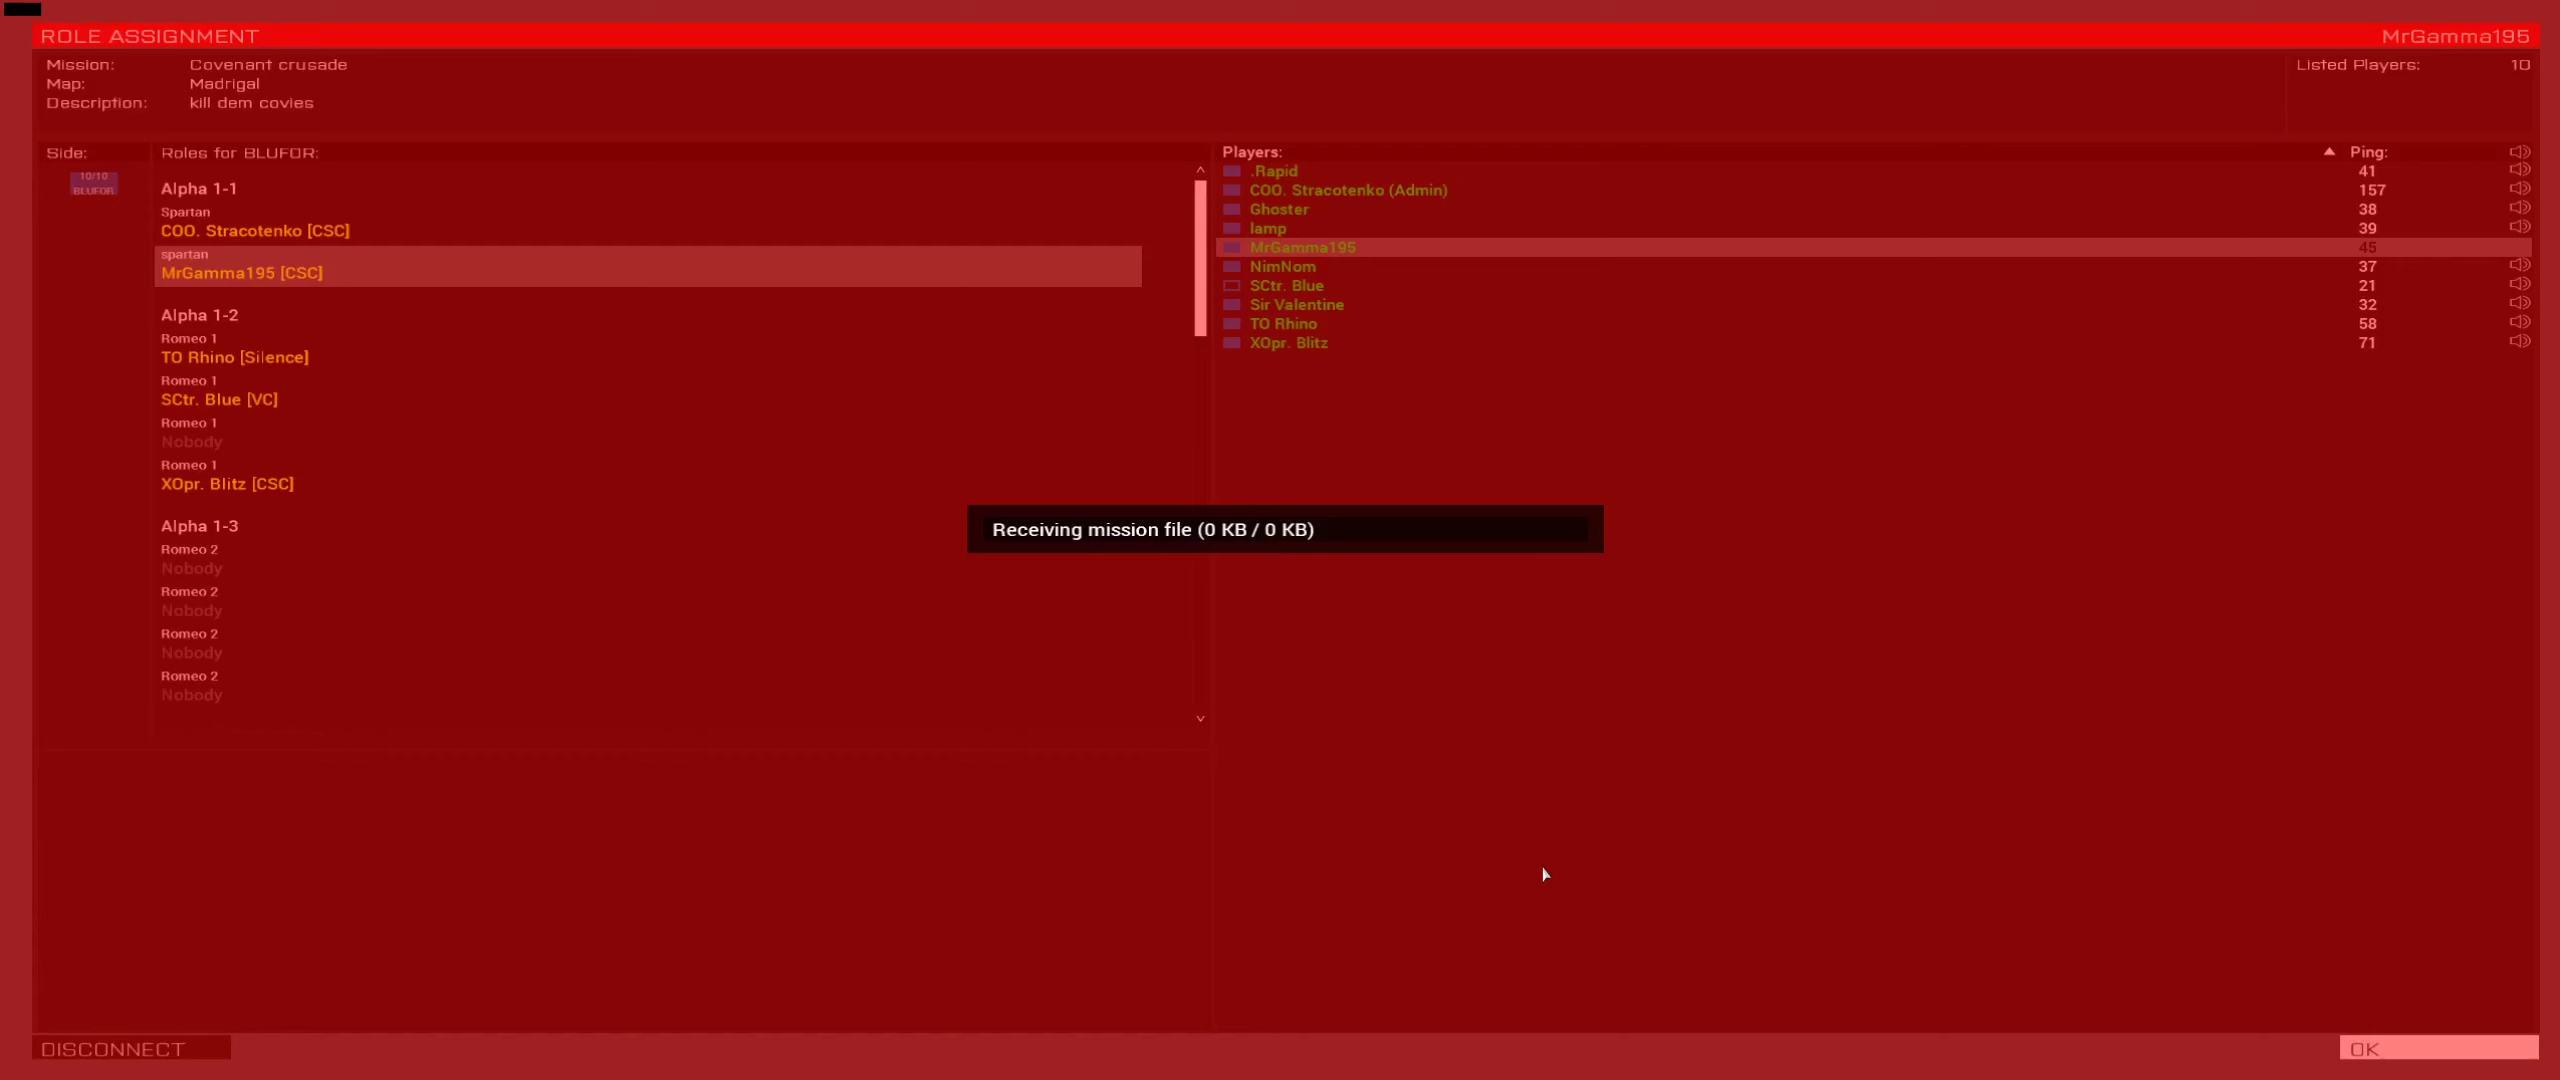 ROLE ASSIGNMENT MrGamma195
Mission: Covenant crusade Listed Players: 10
Map: Madrigal
Description: kill dem covies
Side: Roles for BLUFOR:
10/10
BLUFOR
Alpha 1-1
Spartan
COO. Stracotenko [CSC]
spartan
MrGamma195 [CSC]
Alpha 1-2
Romeo 1
TO Rhino [Silence]
Romeo 1
SCtr. Blue [VC]
Romeo 1
Nobody
Romeo 1
XOpr. Blitz [CSC]
Alpha 1-3
Romeo 2
Nobody
Romeo 2
Nobody
Romeo 2
Nobody
Romeo 2
Nobody
Players: Ping:
.Rapid 41
COO. Stracotenko (Admin) 157
Ghoster 38
lamp 39
MrGamma195 45
NimNom 37
SCtr. Blue 21
Sir Valentine 32
TO Rhino 58
XOpr. Blitz 71
Receiving mission file (0 KB / 0 KB)
DISCONNECT OK